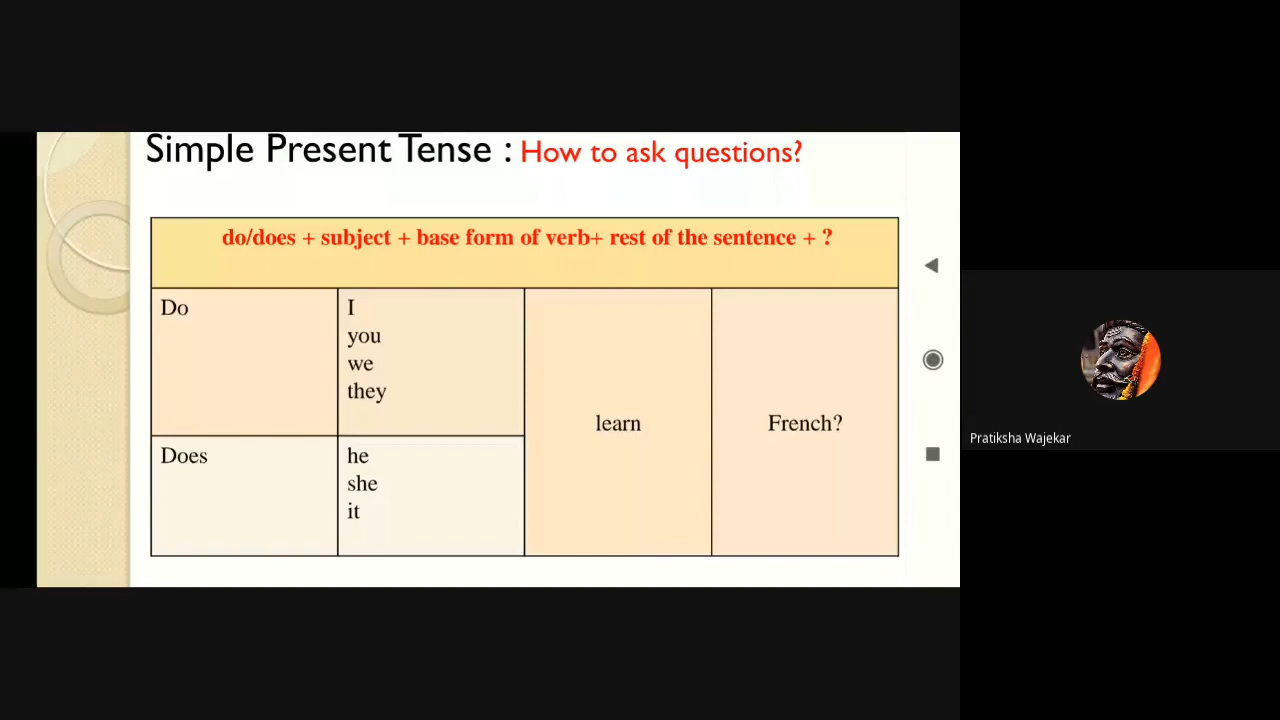 Simple Present Tense : How to ask questions?
do/does + subject + base form of verb+ rest of the sentence + ?
Do
I
you
we
they
learn
French?
Does
he
she
it
Pratiksha Wajekar